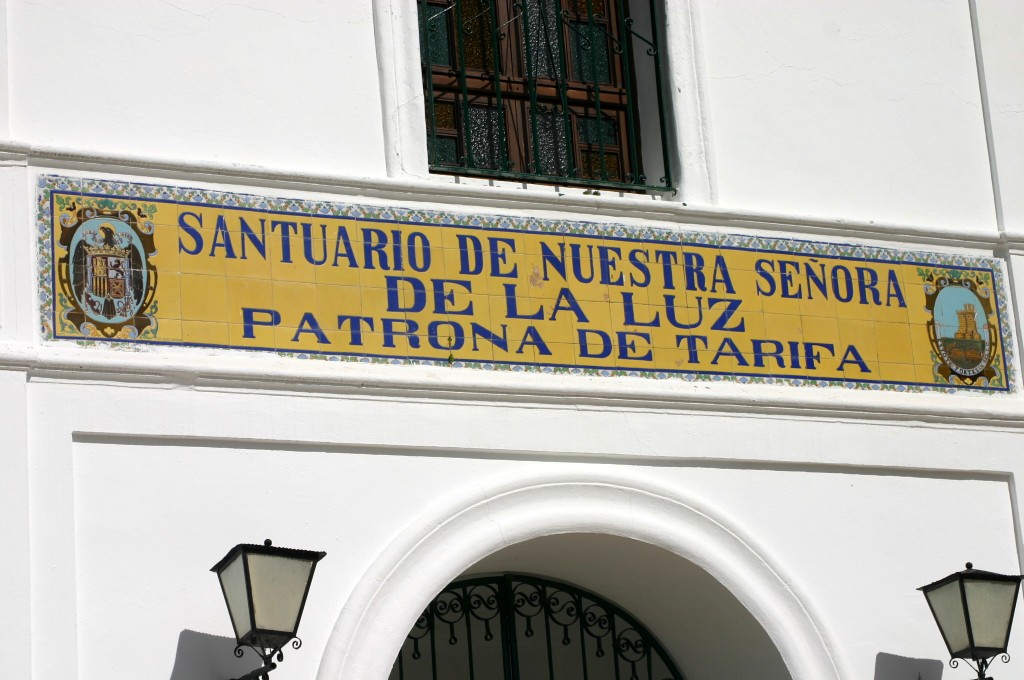 SANTUARIO DE NUESTRA SEÑORA
DE LA LUZ
PATRONA DE TARIFA